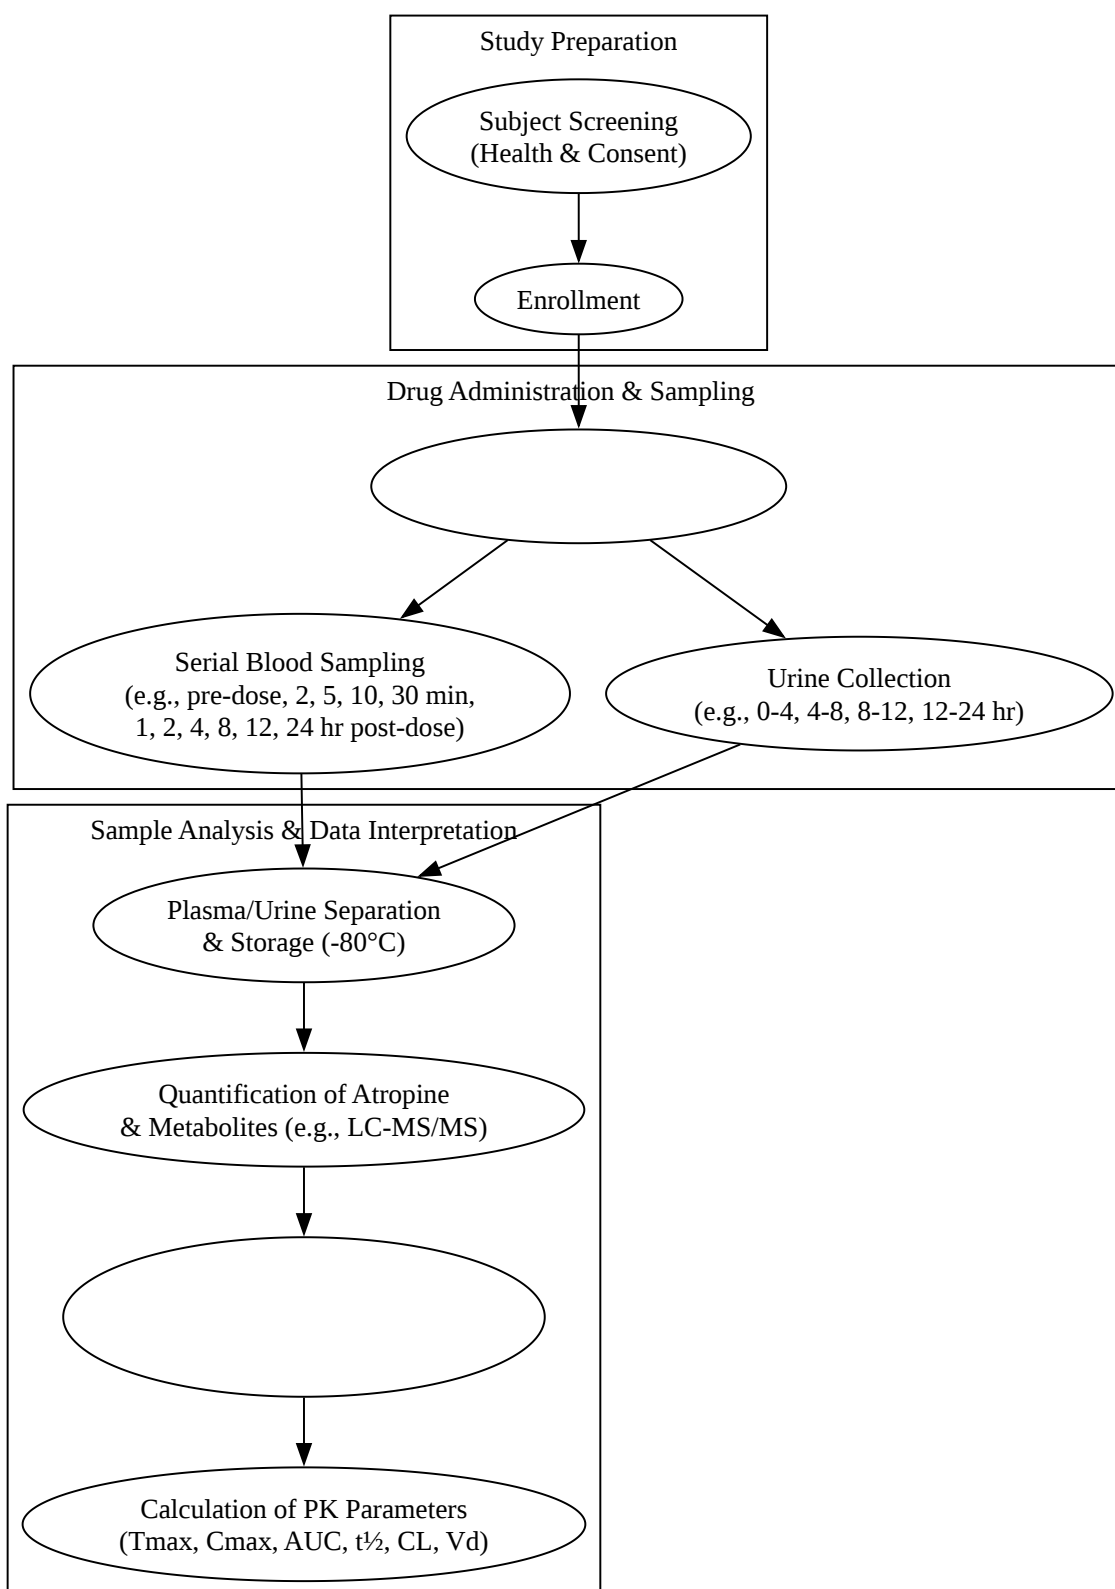 Study Preparation
Subject Screening
(Health & Consent)
Enrollment
Drug Administration & Sampling
Serial Blood Sampling
(e.g., pre-dose, 2, 5, 10, 30 min,
1, 2, 4, 8, 12, 24 hr post-dose)
Urine Collection
(e.g., 0-4, 4-8, 8-12, 12-24 hr)
Sample Analysis & Data Interpretation
Plasma/Urine Separation
& Storage (-80°C)
Quantification of Atropine
& Metabolites (e.g., LC-MS/MS)
Calculation of PK Parameters
(Tmax, Cmax, AUC, t½, CL, Vd)